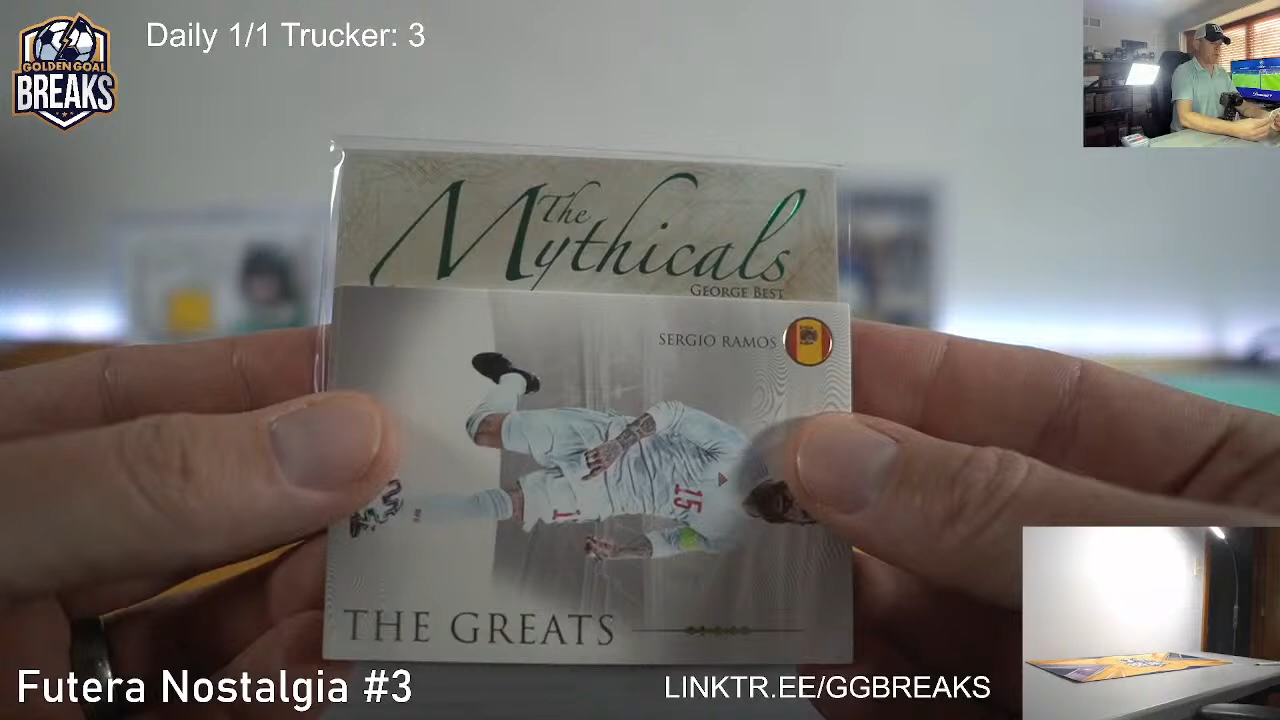 Daily 1/1 Trucker: 3
GOLDEN GOAL
BREAKS
The
Mythicals
GEORGE BEST
SERGIO RAMOS
15
THE GREATS
Futera Nostalgia #3
LINKTR.EE/GGBREAKS